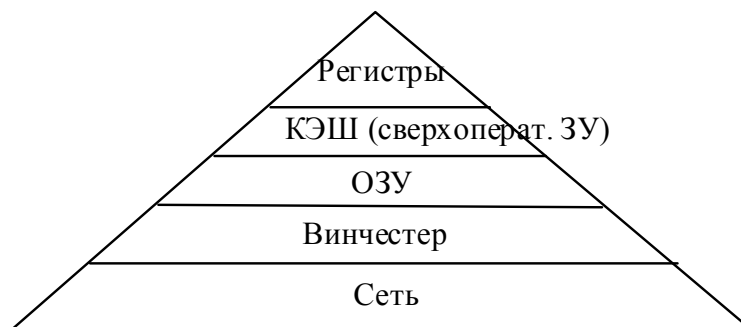 Регистры
КЭШ (сверхоперат. ЗУ)
ОЗУ
Винчестер
Сеть